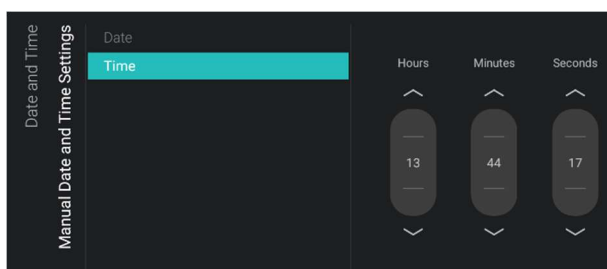 Date and Time
Manual Date and Time Settings
Date
Time
Hours Minutes Seconds
13 44 17